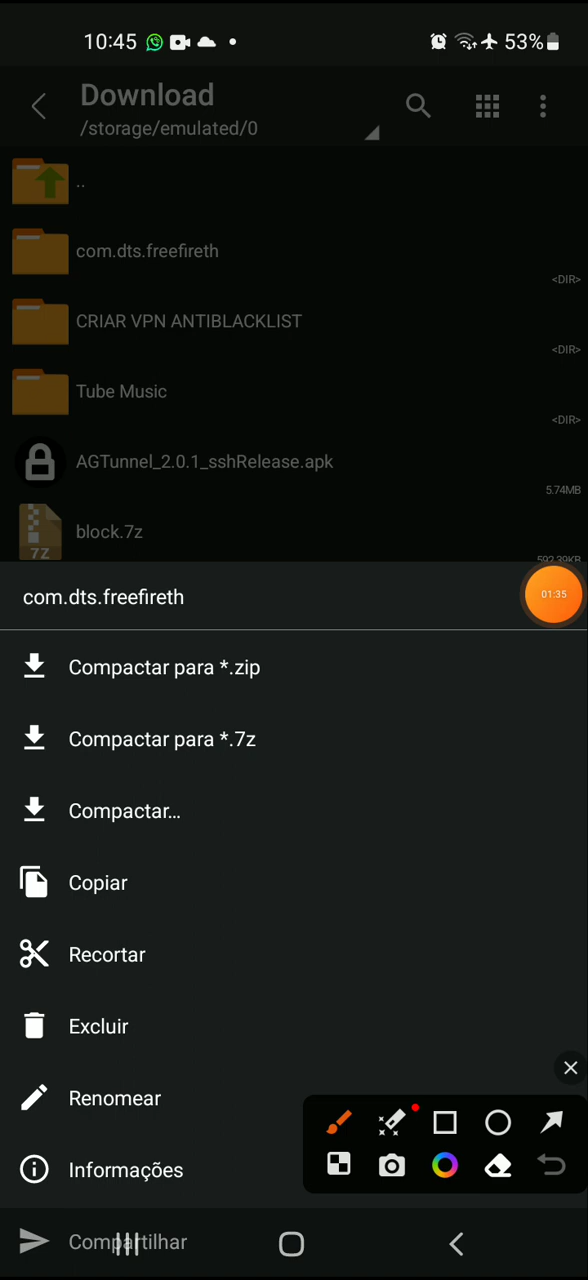 10:45
53%
Download
/storage/emulated/0
..
com.dts.freefireth
<DIR>
CRIAR VPN ANTIBLACKLIST
<DIR>
Tube Music
<DIR>
AGTunnel_2.0.1_sshRelease.apk
5.74MB
7Z
block.7z
592.39KB
com.dts.freefireth
01:35
Compactar para *.zip
Compactar para *.7z
Compactar...
Copiar
Recortar
Excluir
Renomear
Informações
Compartilhar